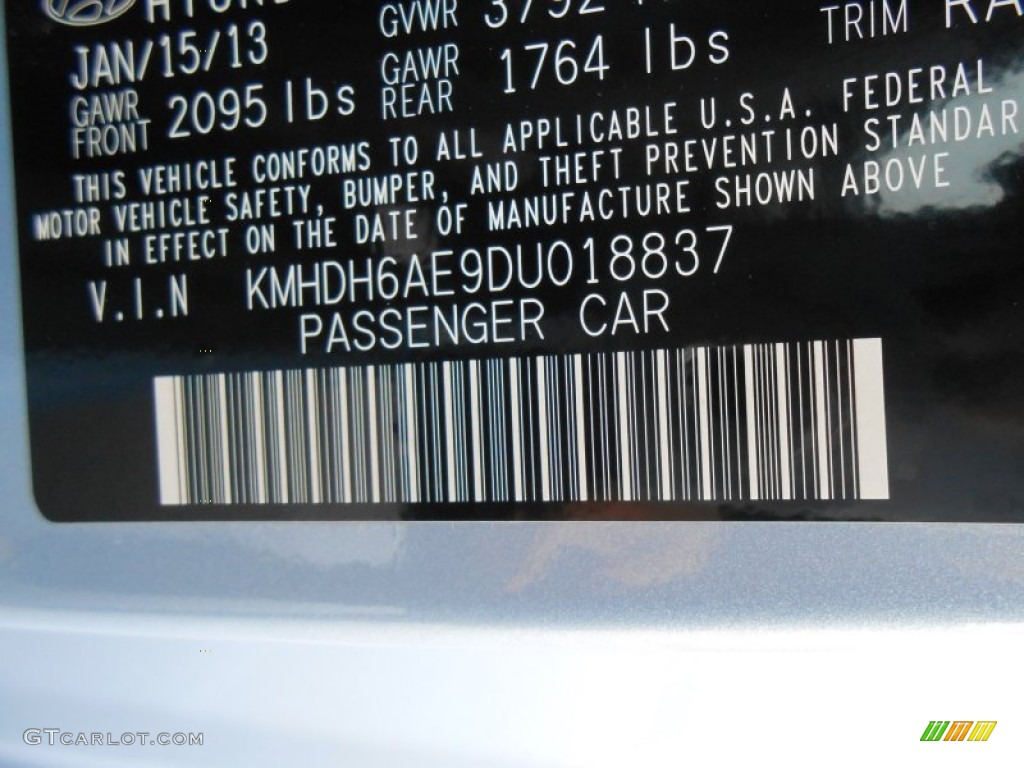 GVWR 3792
JAN/15/13 GAWR REAR 1764 lbs TRIM
GAWR FRONT 2095 lbs
THIS VEHICLE CONFORMS TO ALL APPLICABLE U.S.A. FEDERAL
MOTOR VEHICLE SAFETY, BUMPER, AND THEFT PREVENTION STANDAR
IN EFFECT ON THE DATE OF MANUFACTURE SHOWN ABOVE
V.I.N KMHDH6AE9DU018837
PASSENGER CAR
GTCARLOT.COM